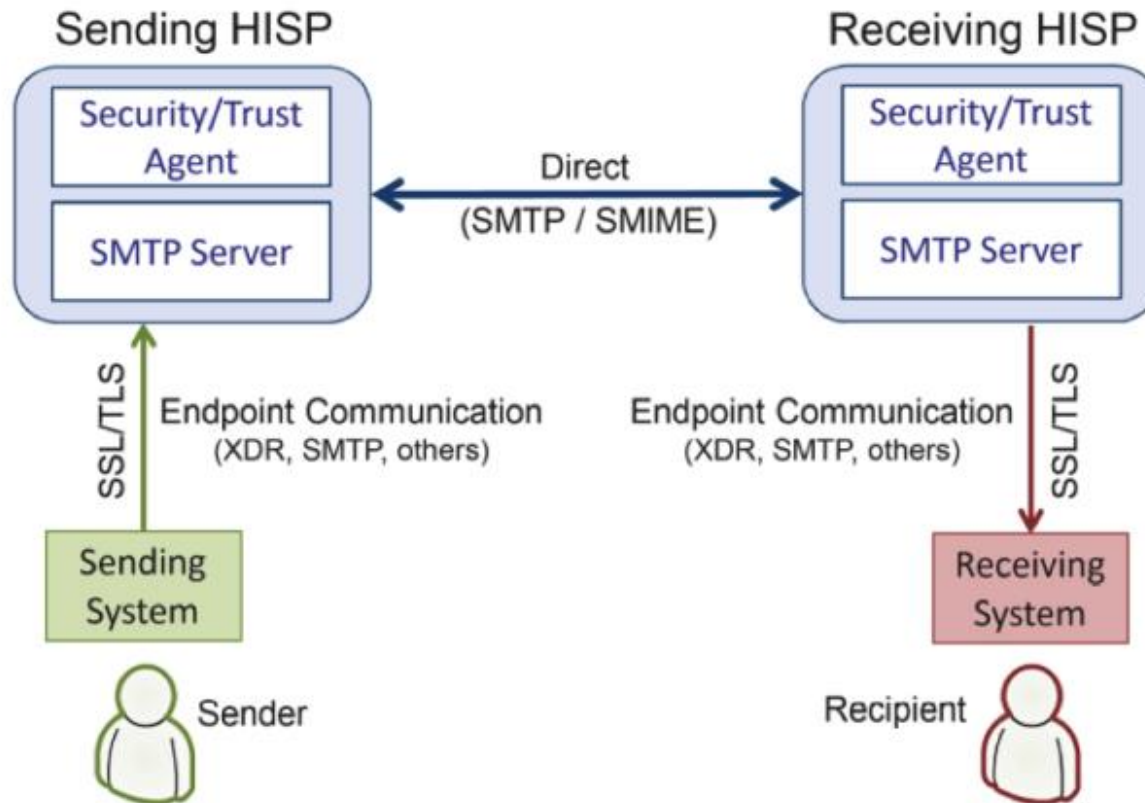 Sending HISP
Receiving HISP
Security/Trust
Agent
SMTP Server
Direct
(SMTP / SMIME)
Security/Trust
Agent
SMTP Server
SSL/TLS
Endpoint Communication
(XDR, SMTP, others)
Endpoint Communication
(XDR, SMTP, others)
SSL/TLS
Sending
System
Receiving
System
Sender
Recipient